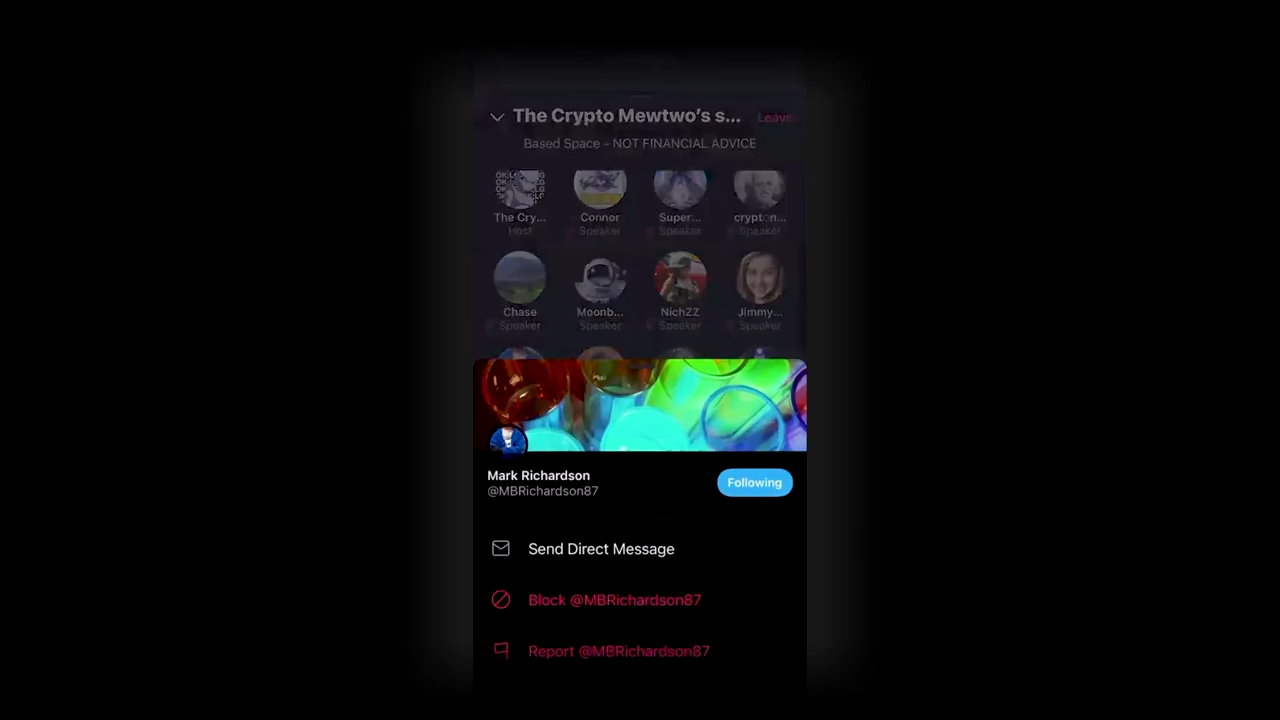 The Crypto Mewtwo’s s...
Leave
Based Space - NOT FINANCIAL ADVICE
The Cry...
Connor
Super...
crypton...
Host
Speaker
Speaker
Speaker
Chase
Moonb...
NichZZ
Jimmy...
Speaker
Speaker
Speaker
Speaker
Mark Richardson
@MBRichardson87
Following
Send Direct Message
Block @MBRichardson87
Report @MBRichardson87